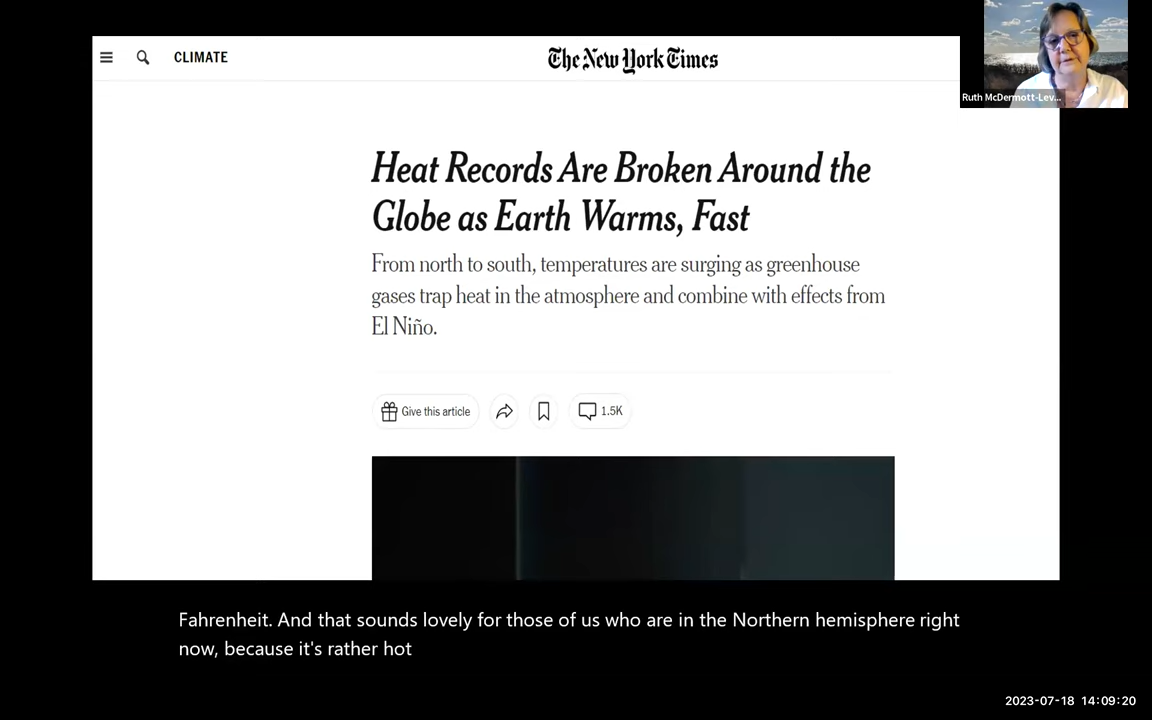 CLIMATE
The New York Times
Ruth McDermott-Lev...
Heat Records Are Broken Around the
Globe as Earth Warms, Fast
From north to south, temperatures are surging as greenhouse
gases trap heat in the atmosphere and combine with effects from
El Niño.
Give this article
1.5K
Fahrenheit. And that sounds lovely for those of us who are in the Northern hemisphere right
now, because it's rather hot
2023-07-18 14:09:20